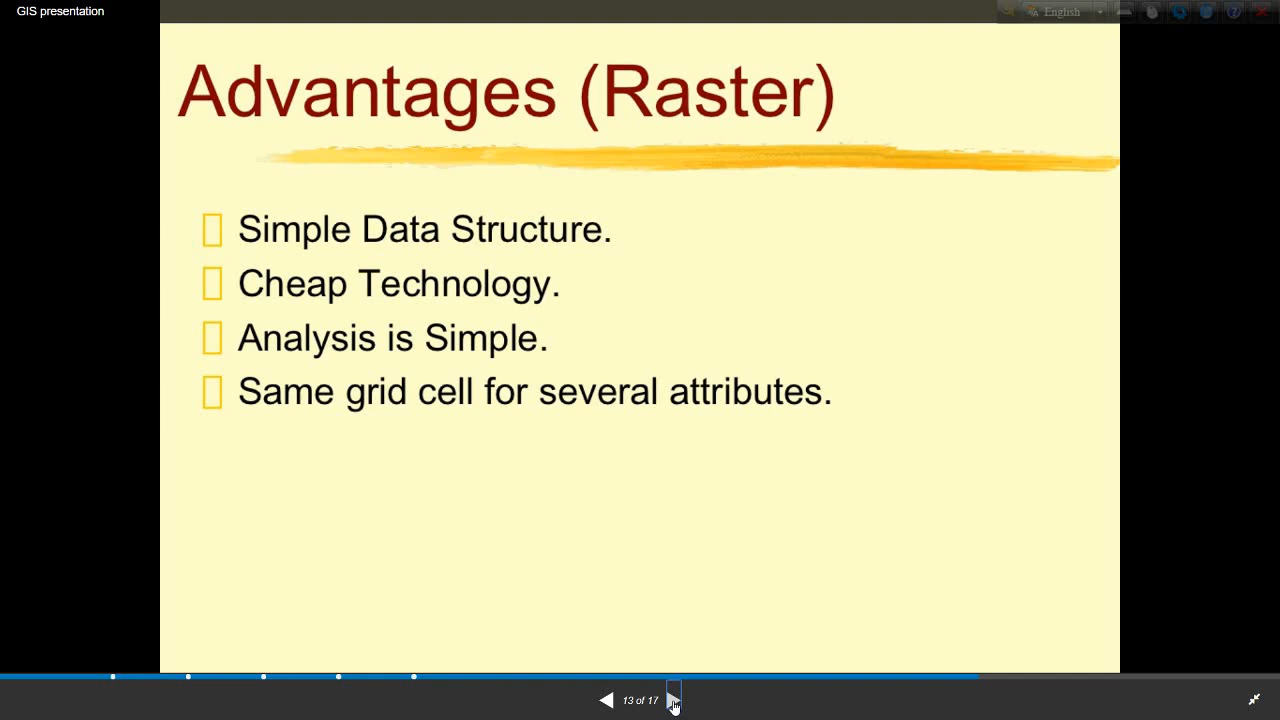 GIS presentation
English
Advantages (Raster)
Simple Data Structure.
Cheap Technology.
Analysis is Simple.
Same grid cell for several attributes.
13 of 17